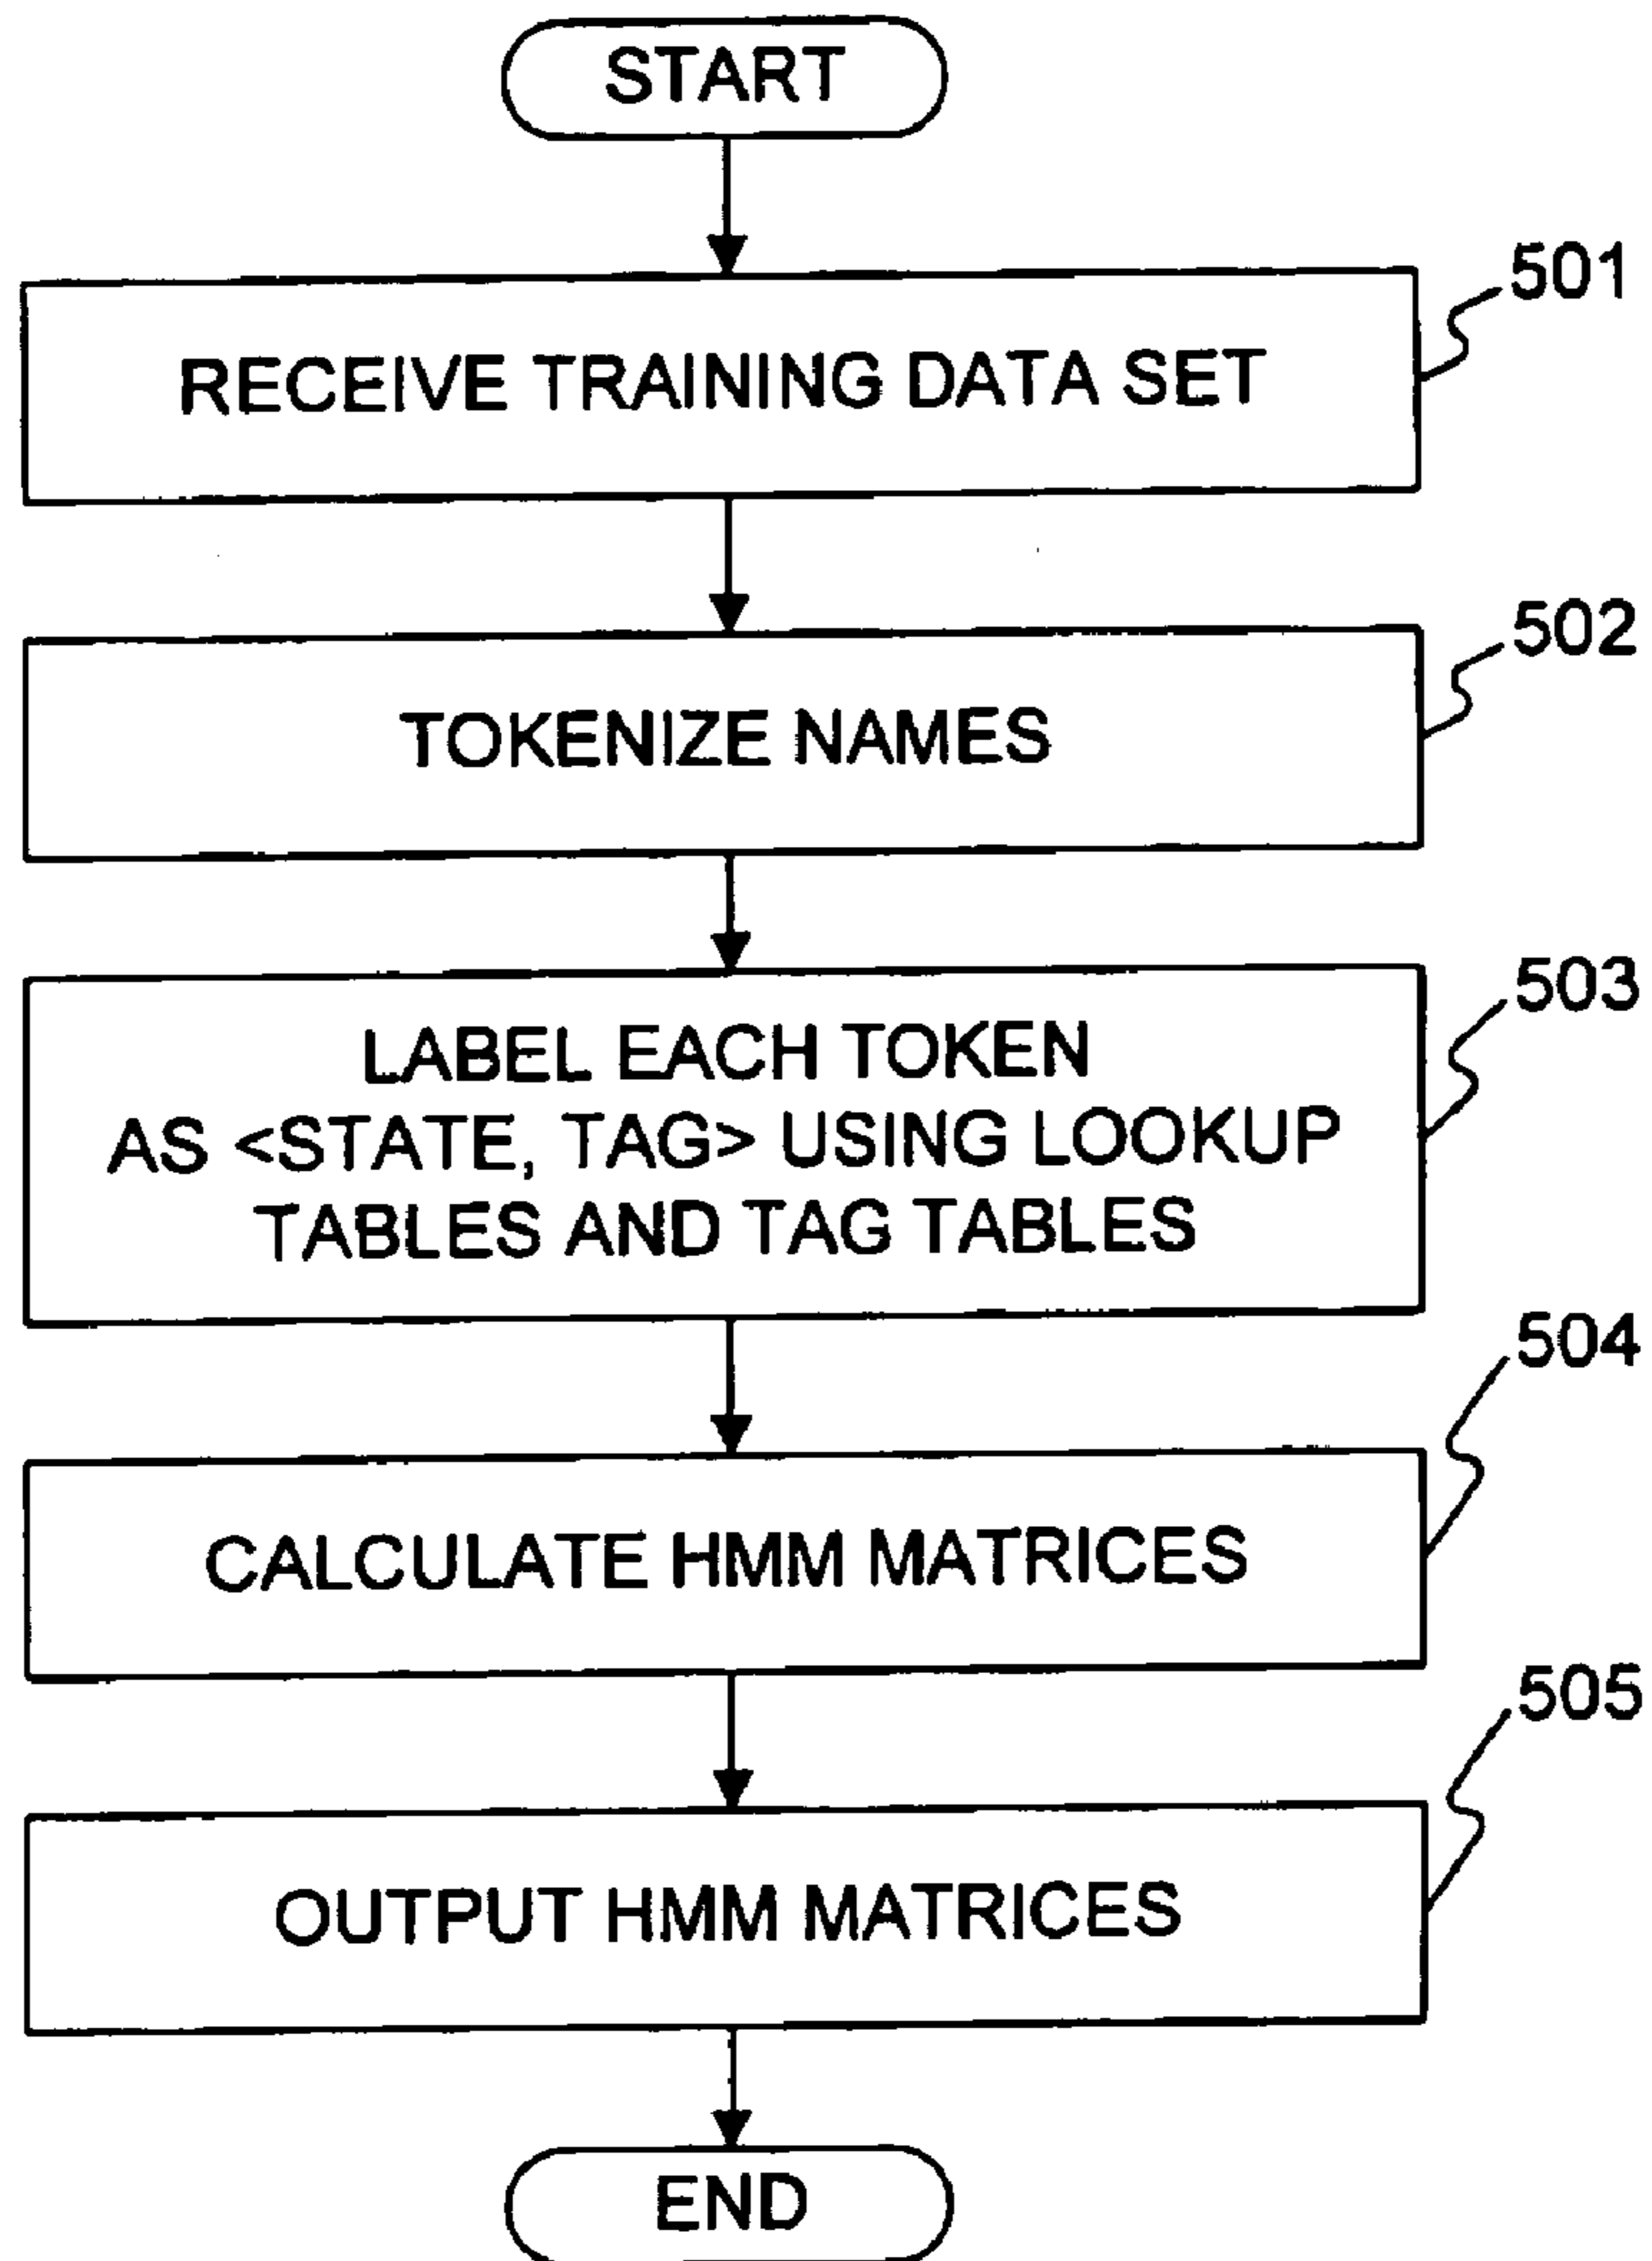 START
501
RECEIVE TRAINING DATA SET
502
TOKENIZE NAMES
503
LABEL EACH TOKEN
AS <STATE, TAG> USING LOOKUP
TABLES AND TAG TABLES
504
CALCULATE HMM MATRICES
505
OUTPUT HMM MATRICES
END